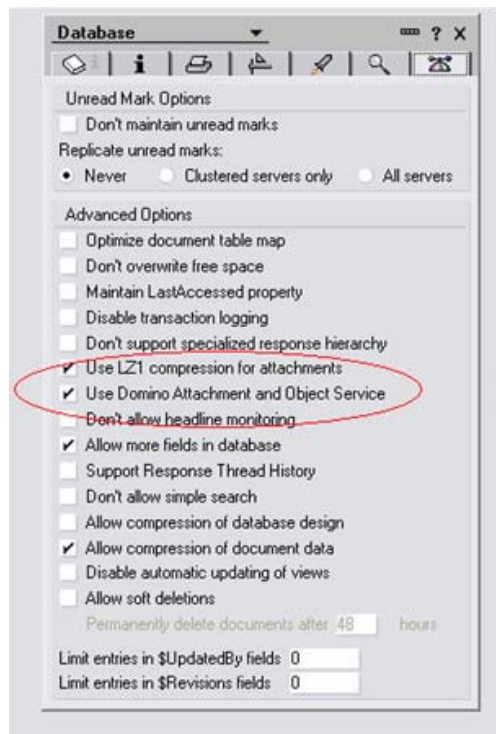 Database ? X
i
Unread Mark Options
Don't maintain unread marks
Replicate unread marks:
Never Clustered servers only All servers
Advanced Options
Optimize document table map
Don't overwrite free space
Maintain LastAccessed property
Disable transaction logging
Don't support specialized response hierarchy
Use LZ1 compression for attachments
Use Domino Attachment and Object Service
Don't allow headline monitoring
Allow more fields in database
Support Response Thread History
Don't allow simple search
Allow compression of database design
Allow compression of document data
Disable automatic updating of views
Allow soft deletions
Permanently delete documents after 48 hours
Limit entries in $UpdatedBy fields 0
Limit entries in $Revisions fields 0